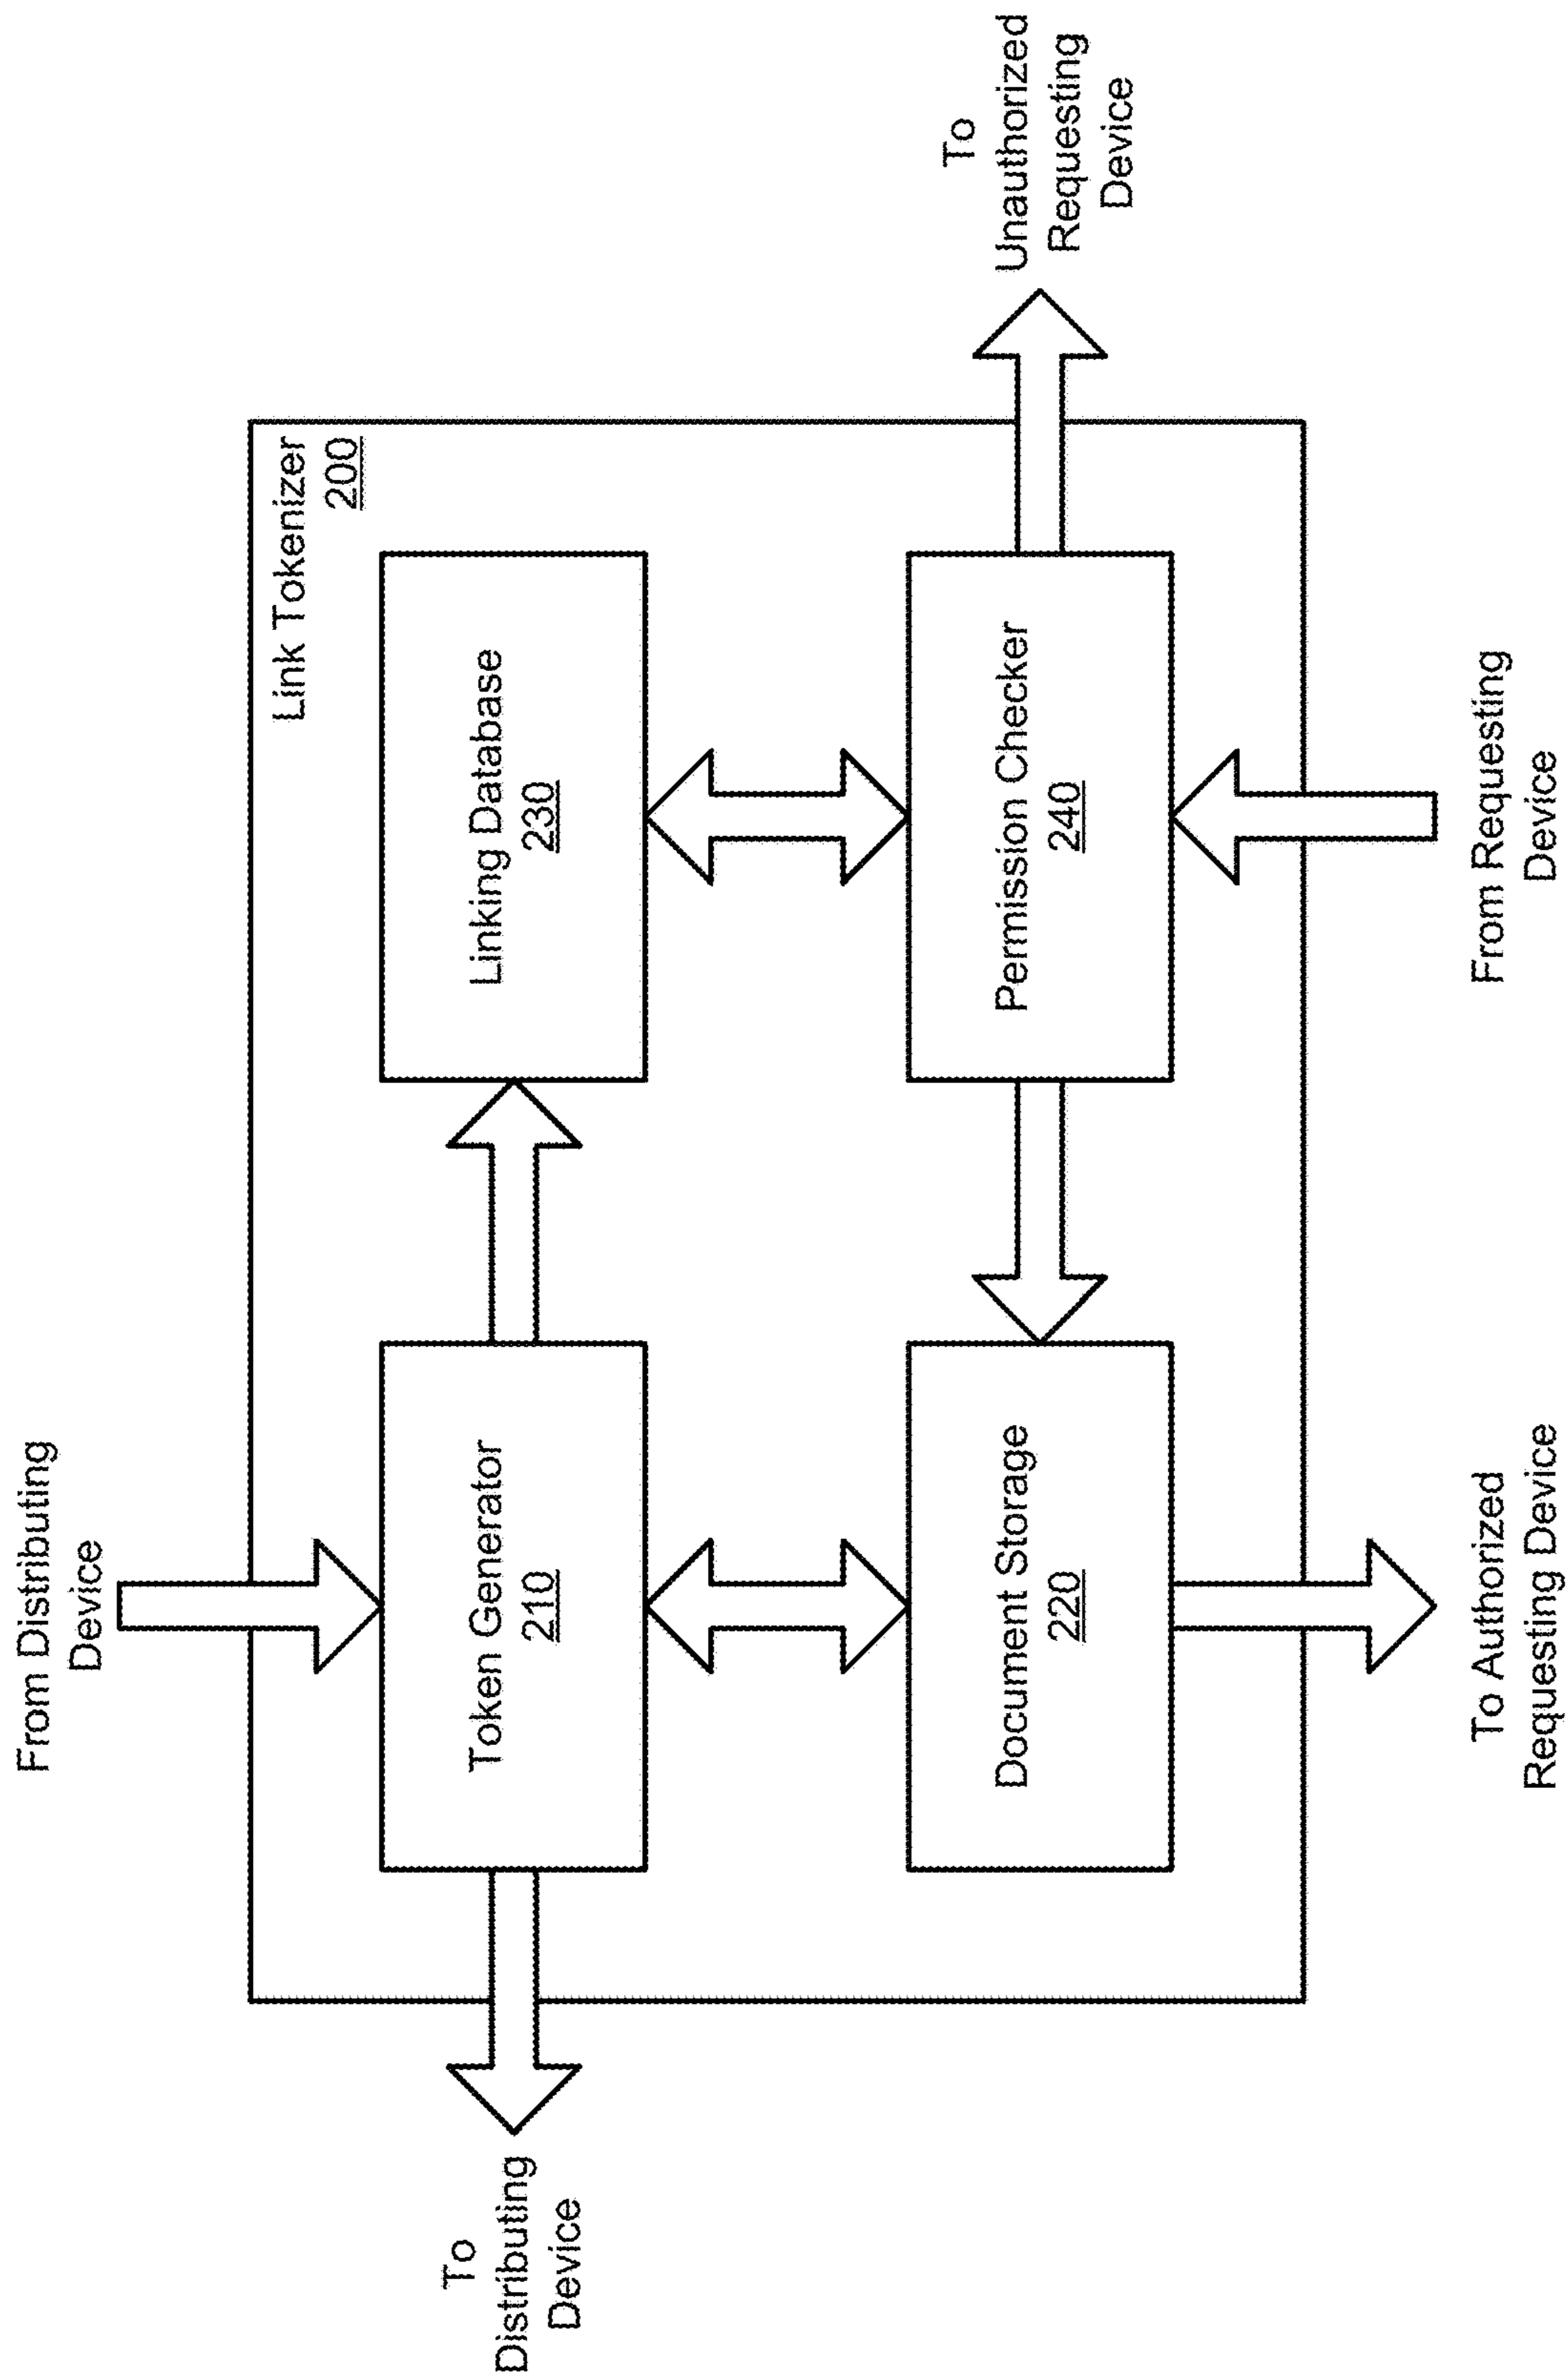 From Distributing
Device
Link Tokenizer
200
To
Distributing
Device
Token Generator
210
Linking Database
230
Document Storage
220
Permission Checker
240
To
Unauthorized
Requesting
Device
To Authorized
Requesting Device
From Requesting
Device